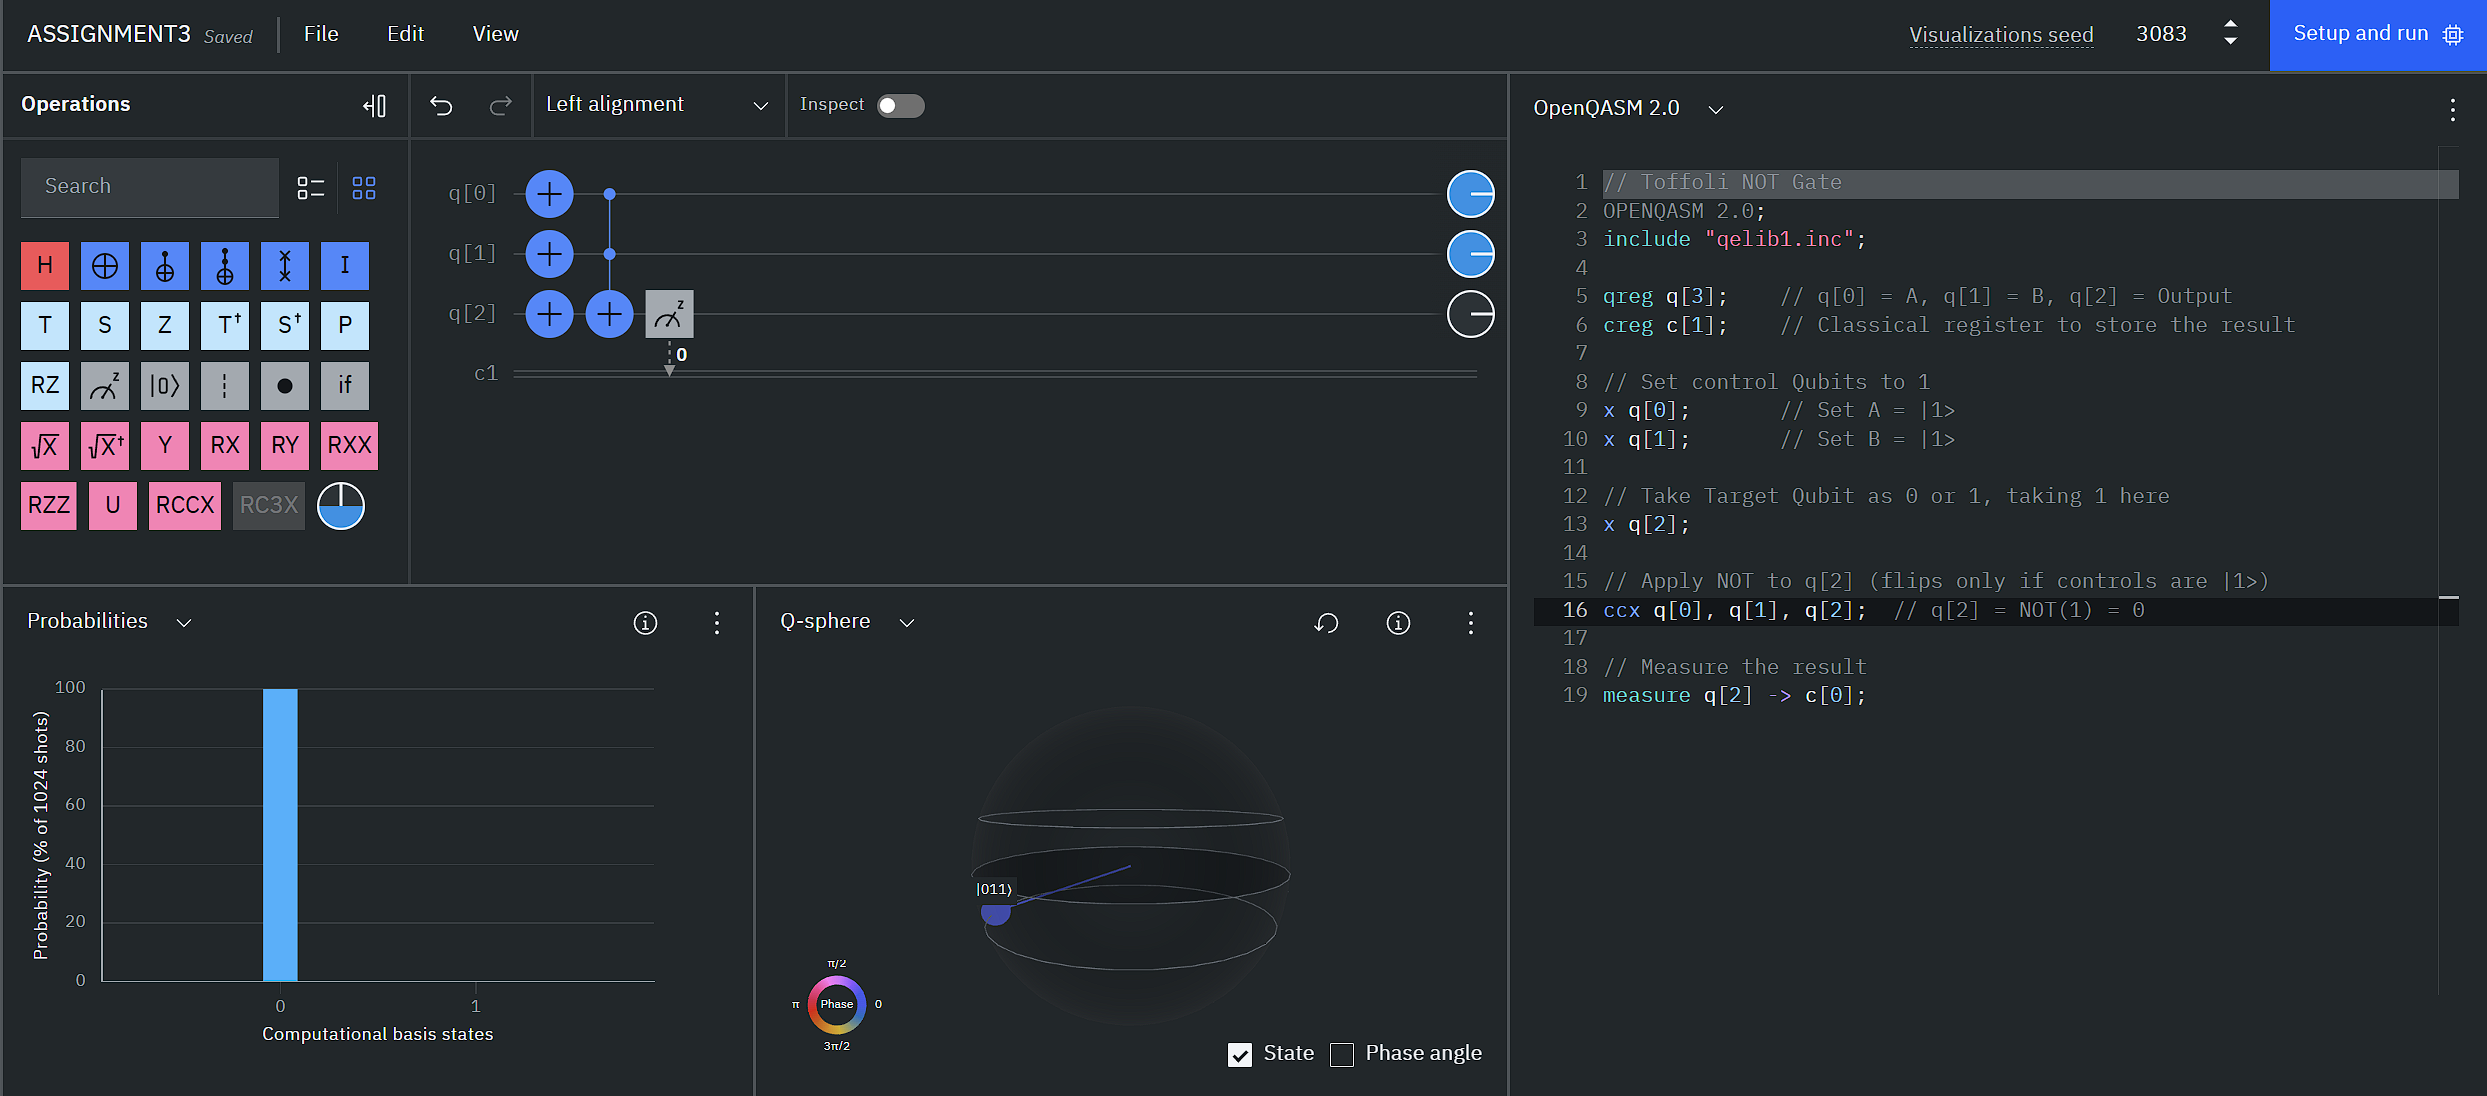 ASSIGNMENT3 Saved File Edit View Visualizations seed 3083 Setup and run
Operations
Left alignment
Inspect
Search
H I
T S Z T† S† P
RZ z |0⟩ if
√X √X† Y RX RY RXX
RZZ U RCCX RC3X
q[0]
q[1]
q[2] z
0
c1
OpenQASM 2.0
1 // Toffoli NOT Gate
2 OPENQASM 2.0;
3 include "qelib1.inc";
4
5 qreg q[3];    // q[0] = A, q[1] = B, q[2] = Output
6 creg c[1];    // Classical register to store the result
7
8 // Set control Qubits to 1
9 x q[0];       // Set A = |1>
10 x q[1];       // Set B = |1>
11
12 // Take Target Qubit as 0 or 1, taking 1 here
13 x q[2];
14
15 // Apply NOT to q[2] (flips only if controls are |1>)
16 ccx q[0], q[1], q[2];  // q[2] = NOT(1) = 0
17
18 // Measure the result
19 measure q[2] -> c[0];
Probabilities
Probability (% of 1024 shots)
100
80
60
40
20
0
0 1
Computational basis states
Q-sphere
|011⟩
π/2
π Phase 0
3π/2
State Phase angle